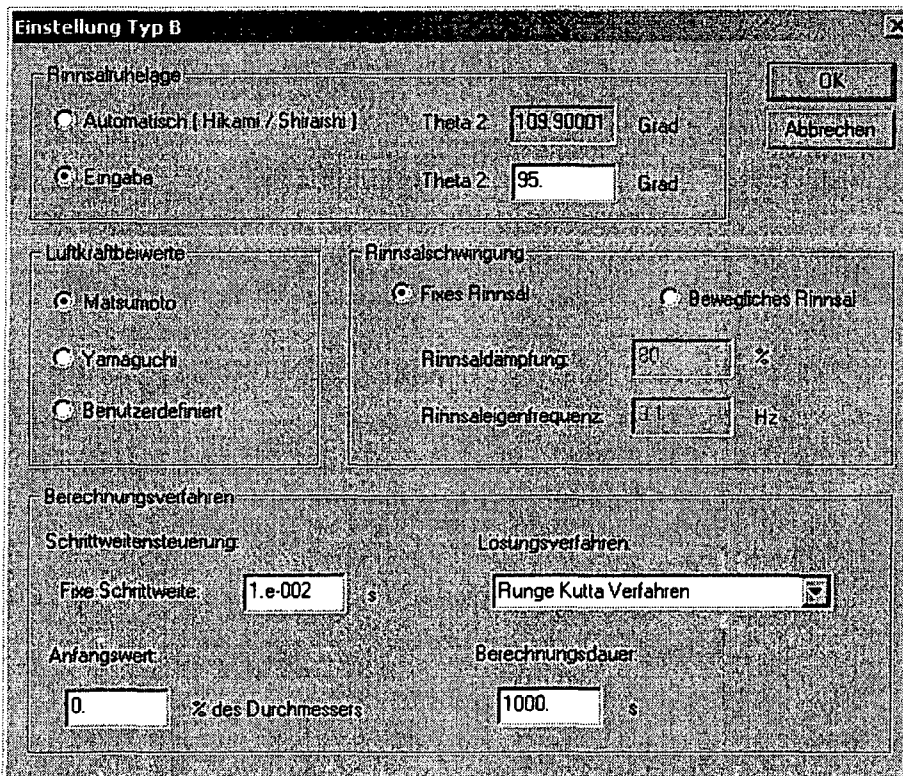 Einstellung Typ B
Rinnsalruhelage
OK
Automatisch ( Hikami / Shiraishi )
Theta 2:
109.90001
Grad
Abbrechen
Eingabe
Theta 2:
95.
Grad
Luftkraftbeiwerte
Rinnsalschwingung
Matsumoto
Fixes Rinnsal
Bewegliches Rinnsal
Yamaguchi
Rinnsaldämpfung:
80.
%
Benutzerdefiniert
Rinnsaleigenfrequenz:
Hz
Berechnungsverfahren
Schrittweitensteuerung:
Lösungsverfahren:
Fixe Schrittweite:
1.e-002
s
Runge Kutta Verfahren
Anfangswert:
Berechnungsdauer:
0.
% des Durchmessers
1000.
s